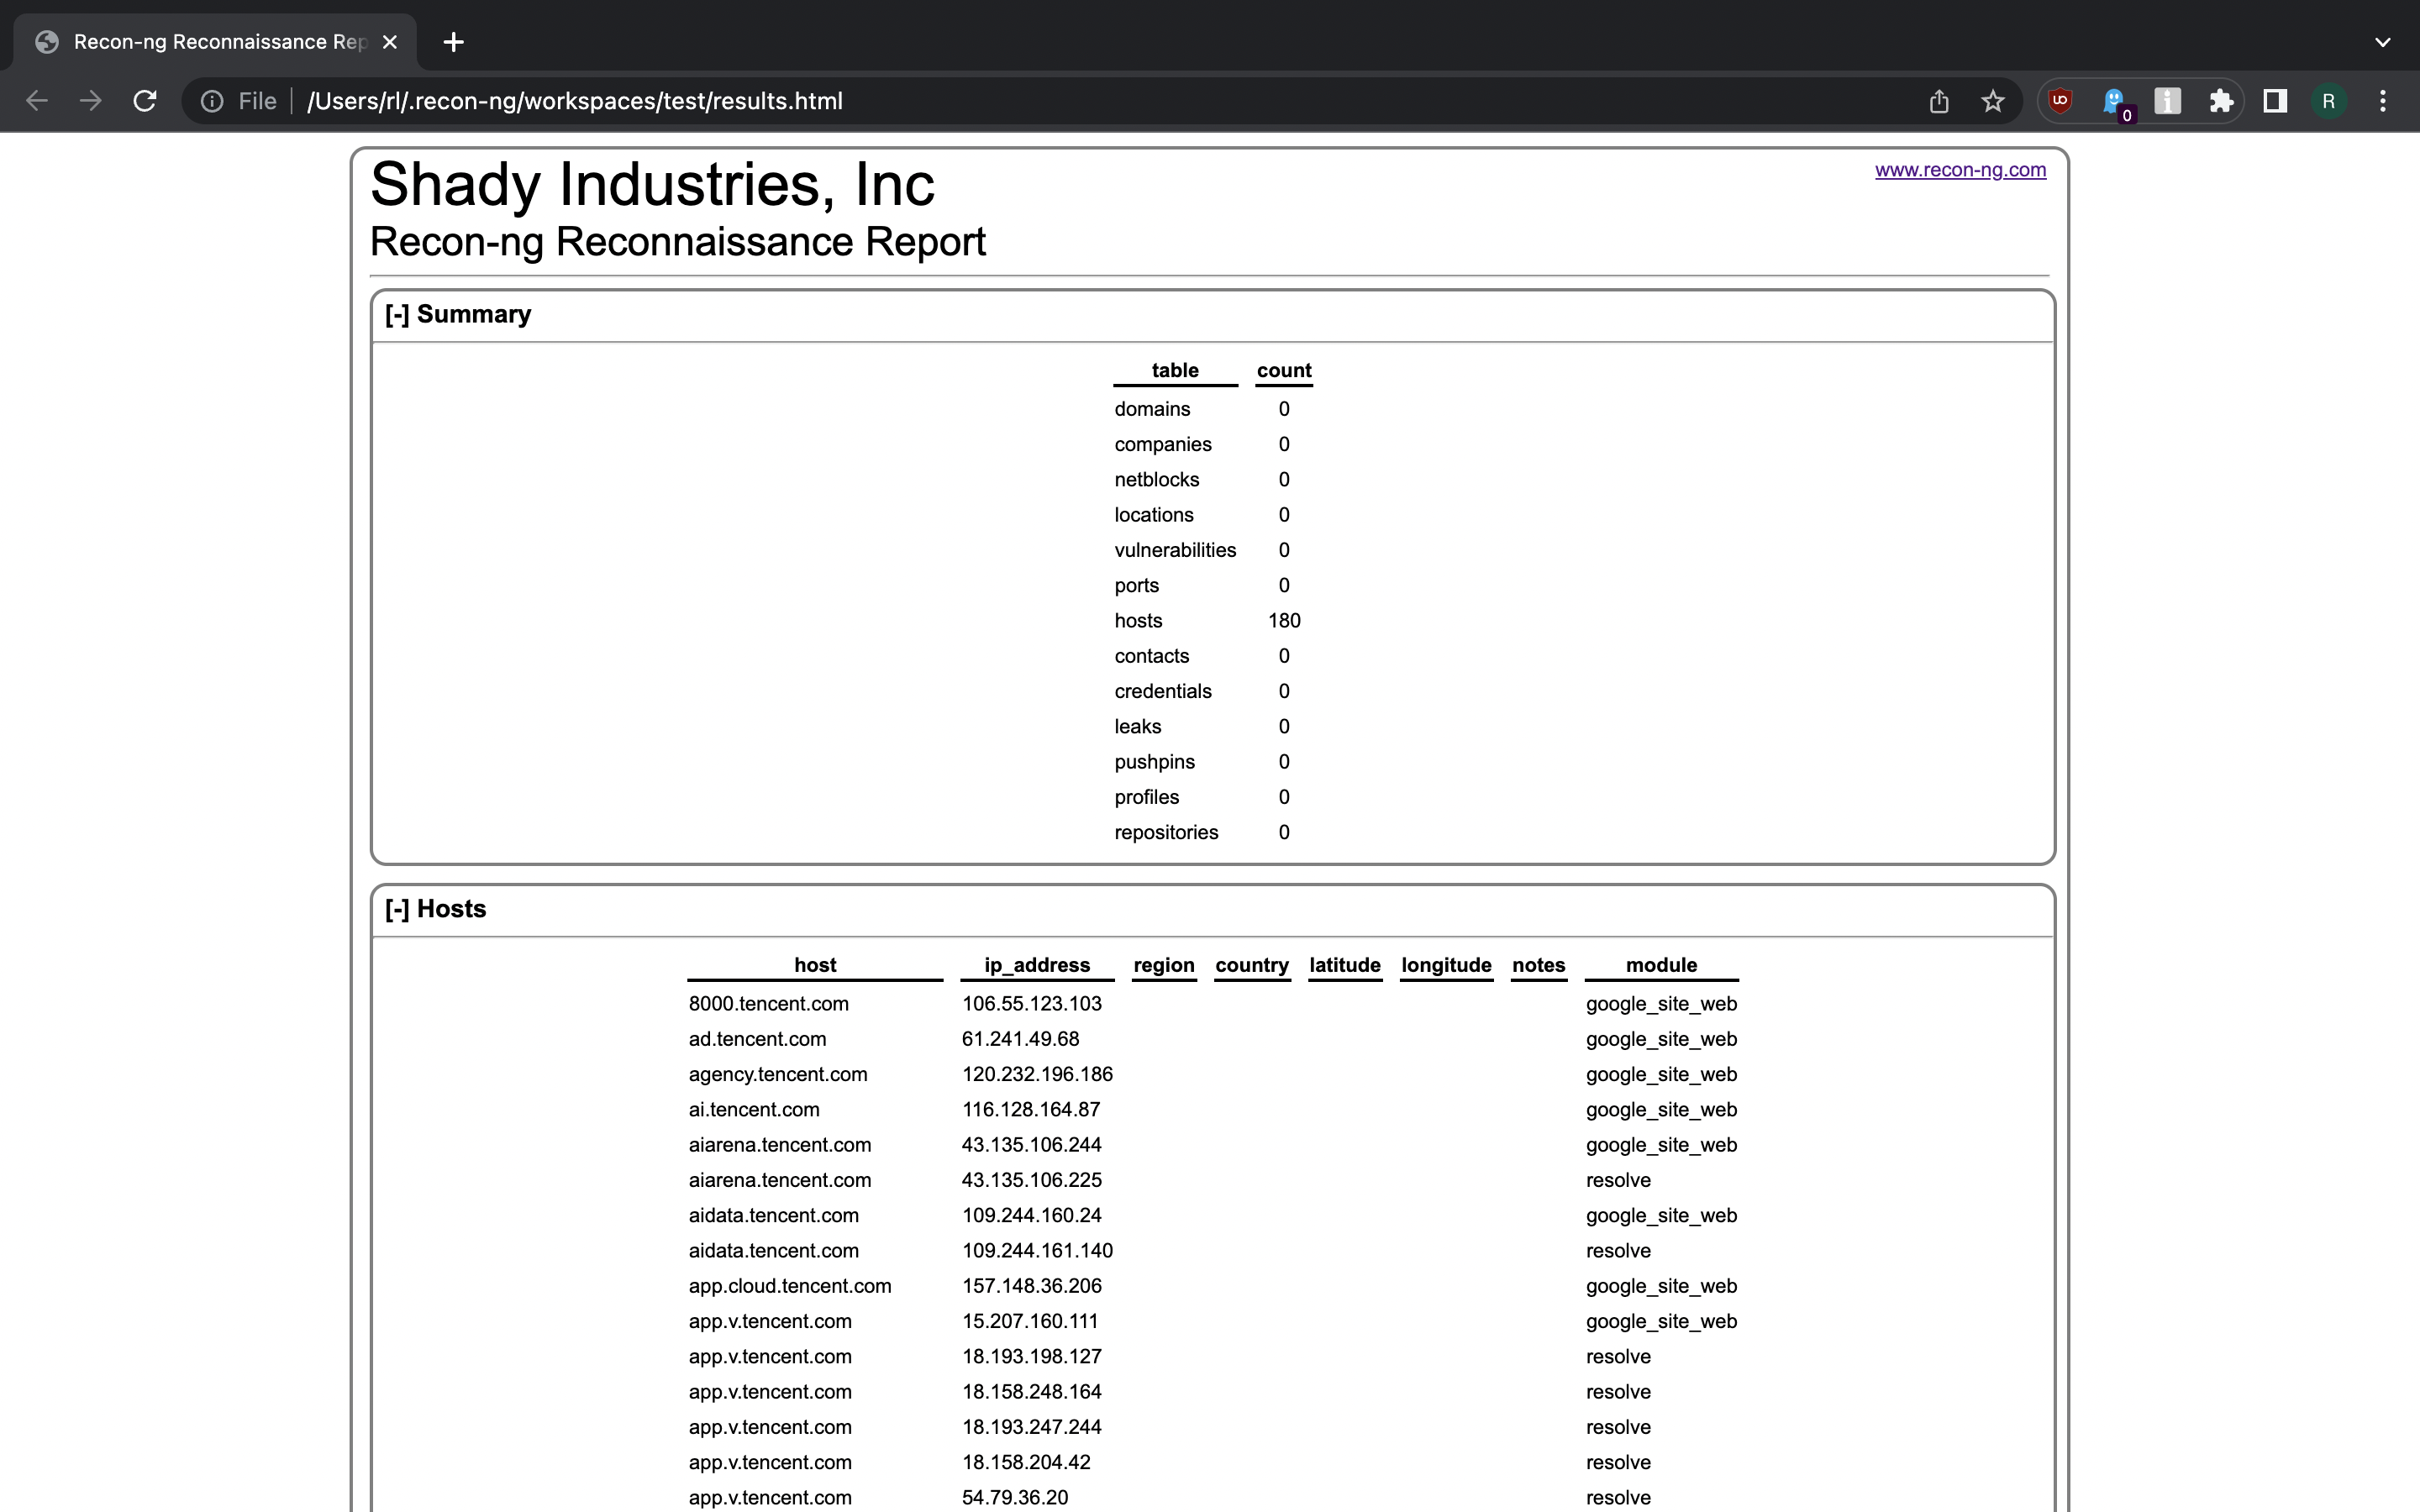 Recon-ng Reconnaissance Rep
File /Users/rl/.recon-ng/workspaces/test/results.html
0
R
Shady Industries, Inc
www.recon-ng.com
Recon-ng Reconnaissance Report
[-] Summary
table count
domains 0
companies 0
netblocks 0
locations 0
vulnerabilities 0
ports 0
hosts 180
contacts 0
credentials 0
leaks 0
pushpins 0
profiles 0
repositories 0
[-] Hosts
host ip_address region country latitude longitude notes module
8000.tencent.com 106.55.123.103 google_site_web
ad.tencent.com 61.241.49.68 google_site_web
agency.tencent.com 120.232.196.186 google_site_web
ai.tencent.com 116.128.164.87 google_site_web
aiarena.tencent.com 43.135.106.244 google_site_web
aiarena.tencent.com 43.135.106.225 resolve
aidata.tencent.com 109.244.160.24 google_site_web
aidata.tencent.com 109.244.161.140 resolve
app.cloud.tencent.com 157.148.36.206 google_site_web
app.v.tencent.com 15.207.160.111 google_site_web
app.v.tencent.com 18.193.198.127 resolve
app.v.tencent.com 18.158.248.164 resolve
app.v.tencent.com 18.193.247.244 resolve
app.v.tencent.com 18.158.204.42 resolve
app.v.tencent.com 54.79.36.20 resolve